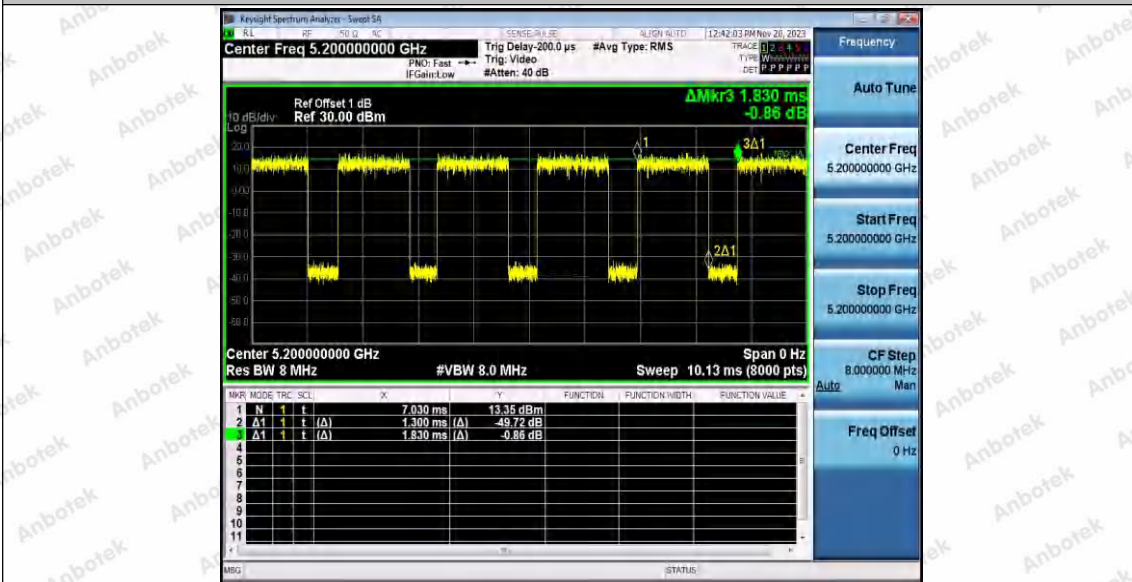 Keysight Spectrum Analyzer - Swept SA
RL RF 50 Ω AC SENSE:PULSE ALIGN AUTO 12:42:03 PM Nov 20, 2023
Center Freq 5.200000000 GHz
PNO: Fast
IFGain:Low
Trig Delay-200.0 µs
Trig: Video
#Atten: 40 dB
#Avg Type: RMS
TRACE 1 2 3 4 5
TYPE W
DET P P P P P P
Ref Offset 1 dB
Ref 30.00 dBm
ΔMkr3 1.830 ms
-0.86 dB
10 dB/div
Log
20.0
10.0
0.00
-10.0
-20.0
-30.0
-40.0
-50.0
-60.0
1
3Δ1
2Δ1
Center 5.200000000 GHz
Span 0 Hz
Res BW 8 MHz
#VBW 8.0 MHz
Sweep 10.13 ms (8000 pts)
MKR MODE TRC SCL X Y FUNCTION FUNCTION WIDTH FUNCTION VALUE
1 N 1 t 7.030 ms 13.35 dBm
2 Δ1 1 t (Δ) 1.300 ms (Δ) -49.72 dB
3 Δ1 1 t (Δ) 1.830 ms (Δ) -0.86 dB
4
5
6
7
8
9
10
11
MSG
STATUS
Frequency
Auto Tune
Center Freq
5.200000000 GHz
Start Freq
5.200000000 GHz
Stop Freq
5.200000000 GHz
CF Step
8.000000 MHz
Auto Man
Freq Offset
0 Hz
Anbotek